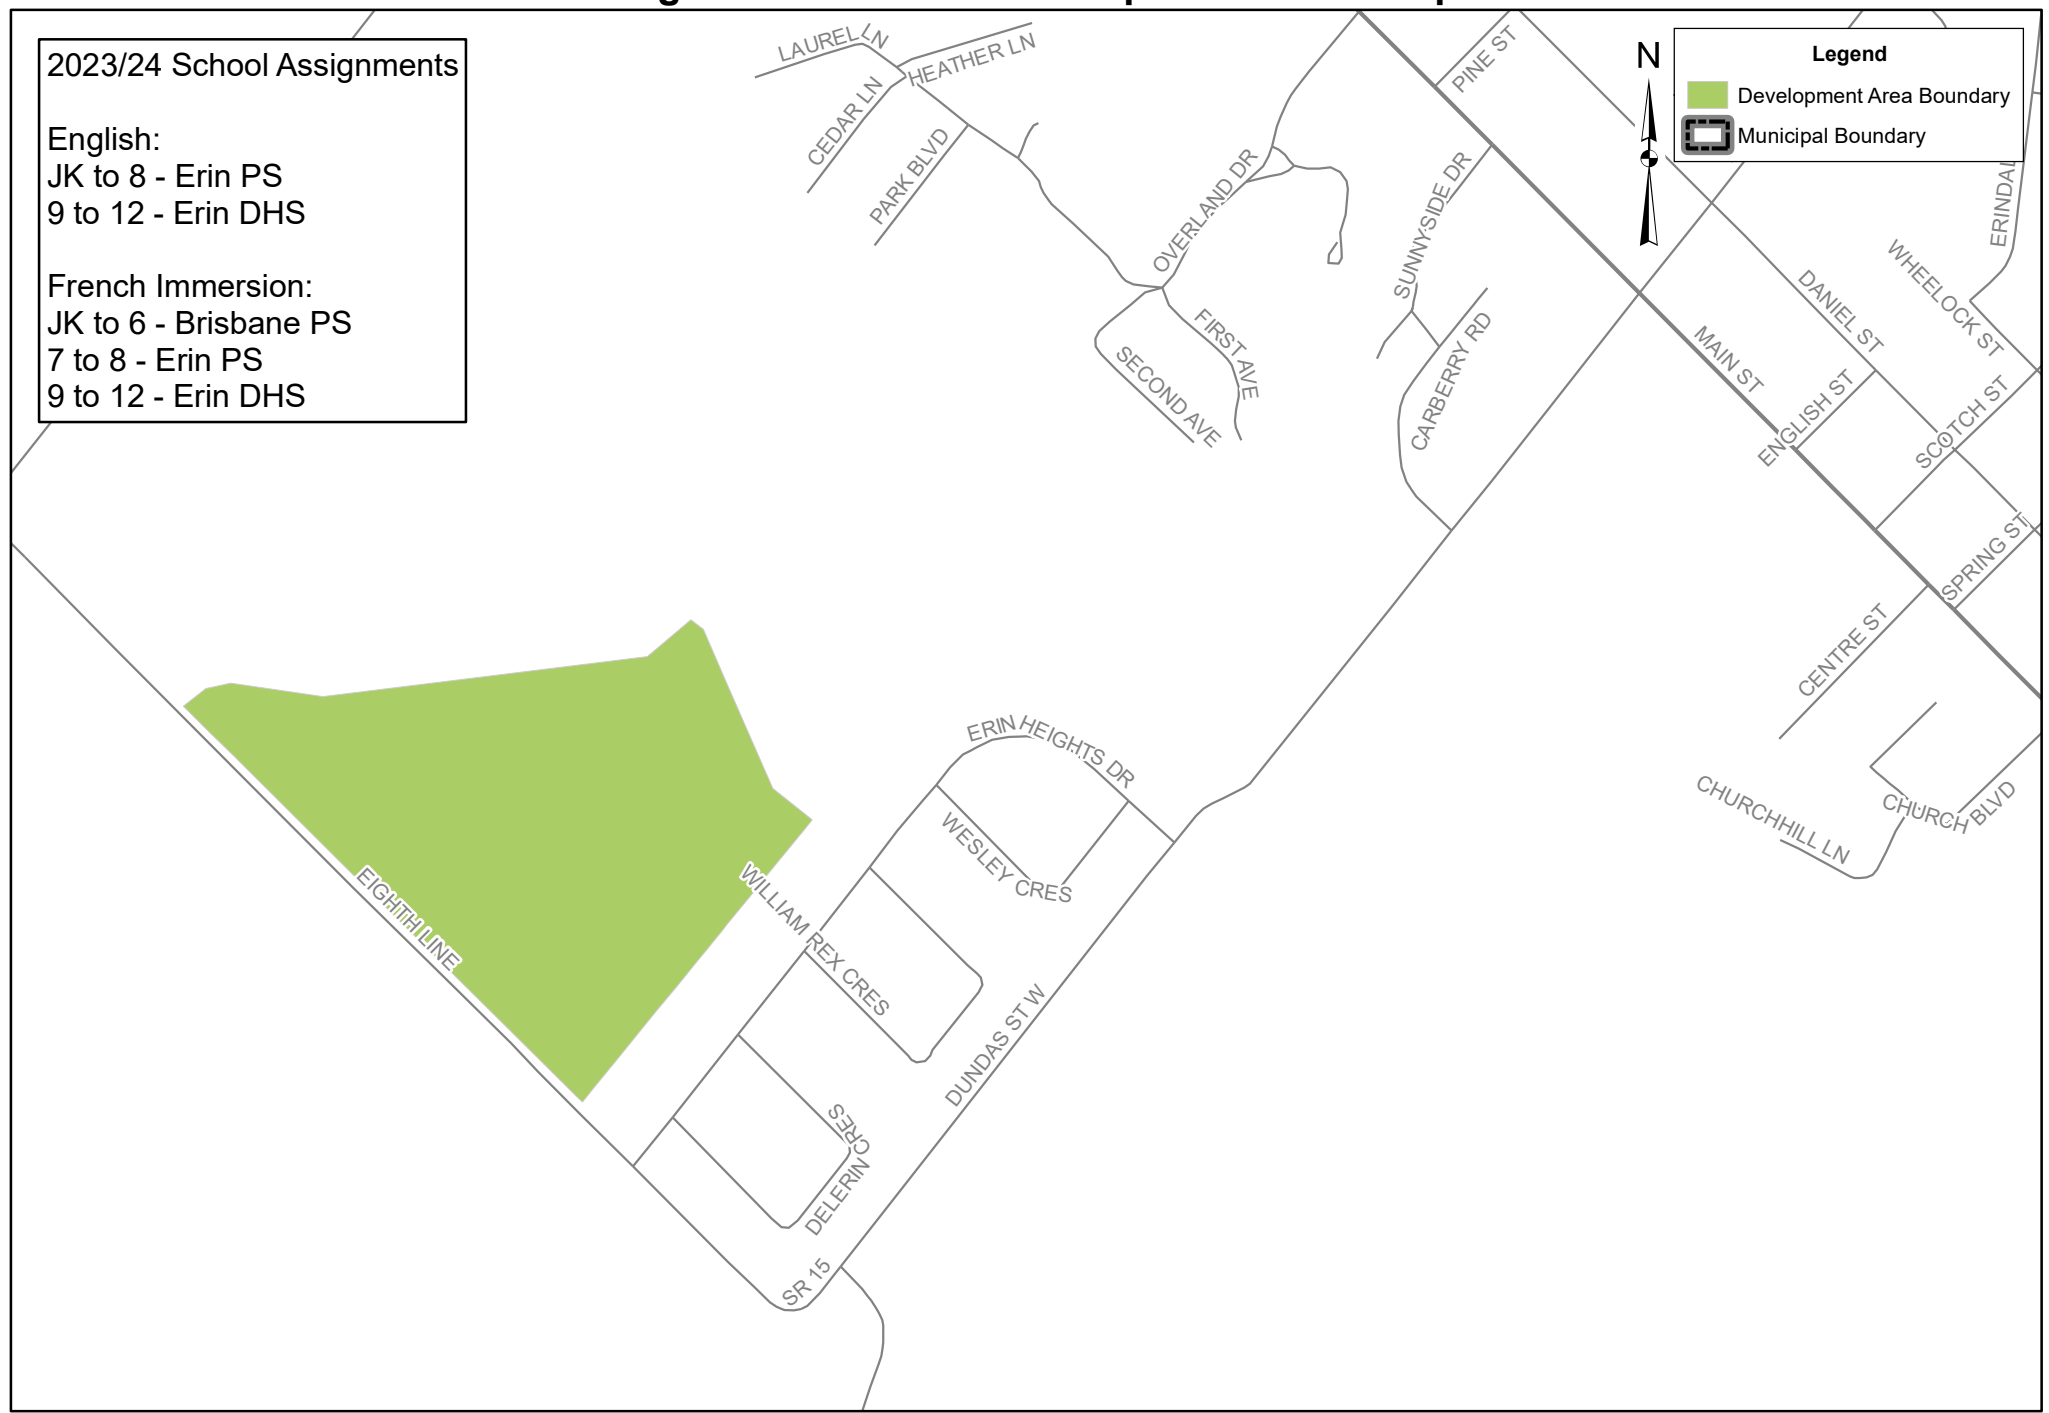 2023/24 School Assignments
English:
JK to 8 - Erin PS
9 to 12 - Erin DHS
French Immersion:
JK to 6 - Brisbane PS
7 to 8 - Erin PS
9 to 12 - Erin DHS
N
Legend
Development Area Boundary
Municipal Boundary
LAUREL LN
HEATHER LN
CEDAR LN
PARK BLVD
OVERLAND DR
FIRST AVE
SECOND AVE
PINE ST
SUNNYSIDE DR
CARBERRY RD
MAIN ST
DANIEL ST
WHEELOCK ST
ENGLISH ST
SCOTCH ST
SPRING ST
CENTRE ST
CHURCHHILL LN
CHURCH BLVD
ERIN HEIGHTS DR
WESLEY CRES
WILLIAM REX CRES
EIGHTH LINE
DUNDAS ST W
DELERIN CRES
SR 15